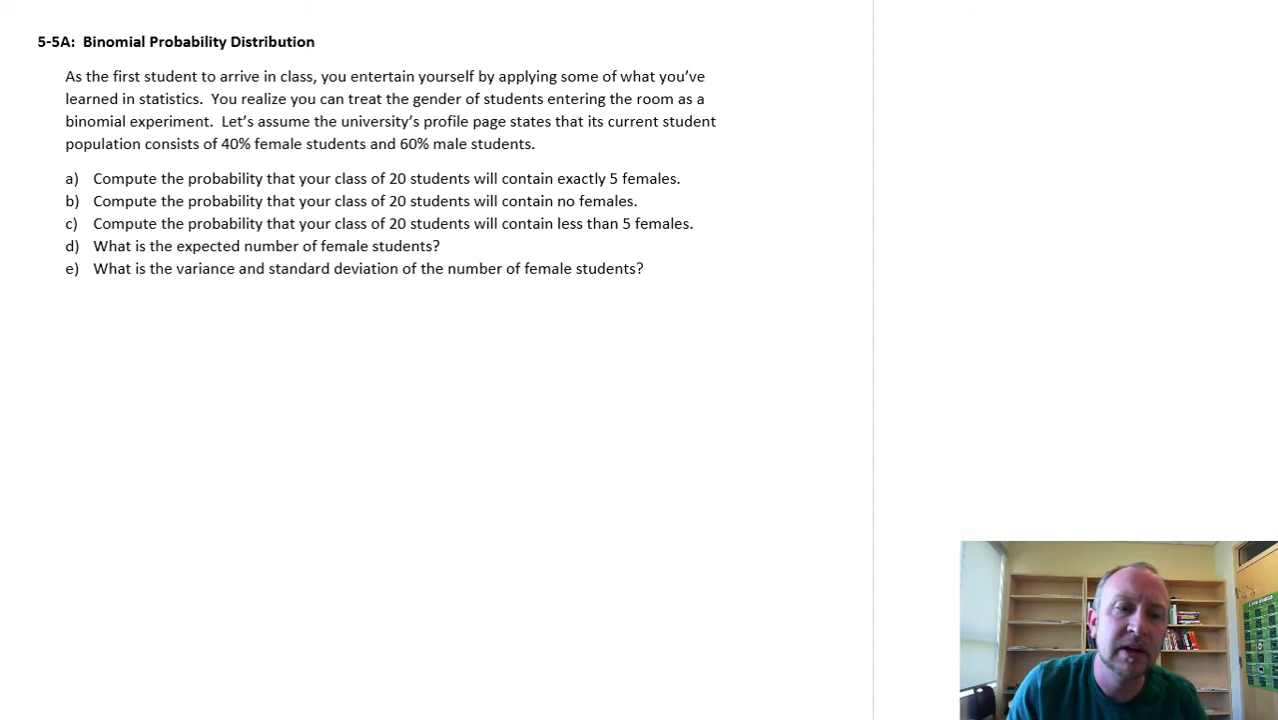 5-5A:  Binomial Probability Distribution
As the first student to arrive in class, you entertain yourself by applying some of what you’ve
learned in statistics.  You realize you can treat the gender of students entering the room as a
binomial experiment.  Let’s assume the university’s profile page states that its current student
population consists of 40% female students and 60% male students.
a)  Compute the probability that your class of 20 students will contain exactly 5 females.
b)  Compute the probability that your class of 20 students will contain no females.
c)  Compute the probability that your class of 20 students will contain less than 5 females.
d)  What is the expected number of female students?
e)  What is the variance and standard deviation of the number of female students?